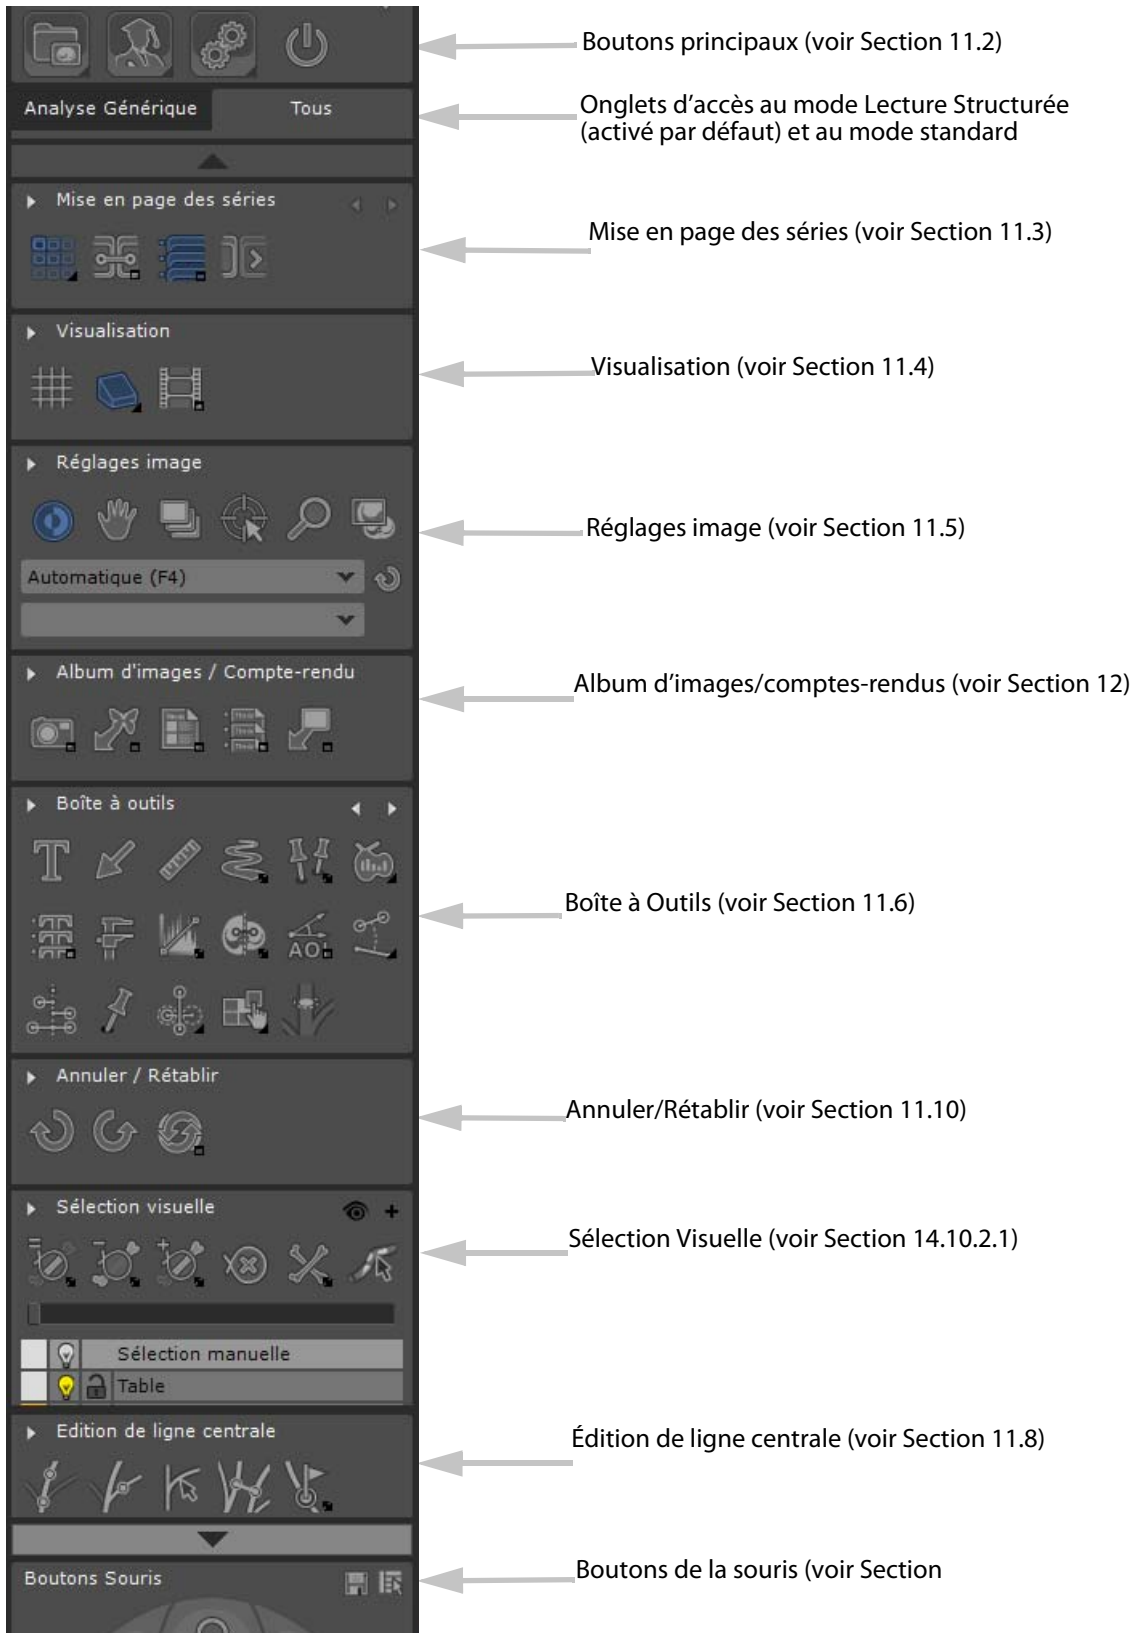 Boutons principaux (voir Section 11.2)
Analyse Générique
Tous
Onglets d’accès au mode Lecture Structurée
(activé par défaut) et au mode standard
Mise en page des séries
Mise en page des séries (voir Section 11.3)
Visualisation
Visualisation (voir Section 11.4)
Réglages image
Réglages image (voir Section 11.5)
Automatique (F4)
Album d'images / Compte-rendu
Album d’images/comptes-rendus (voir Section 12)
Boîte à outils
T
Boîte à Outils (voir Section 11.6)
Annuler / Rétablir
Annuler/Rétablir (voir Section 11.10)
Sélection visuelle
Sélection Visuelle (voir Section 14.10.2.1)
Sélection manuelle
Table
Edition de ligne centrale
Édition de ligne centrale (voir Section 11.8)
Boutons Souris
Boutons de la souris (voir Section